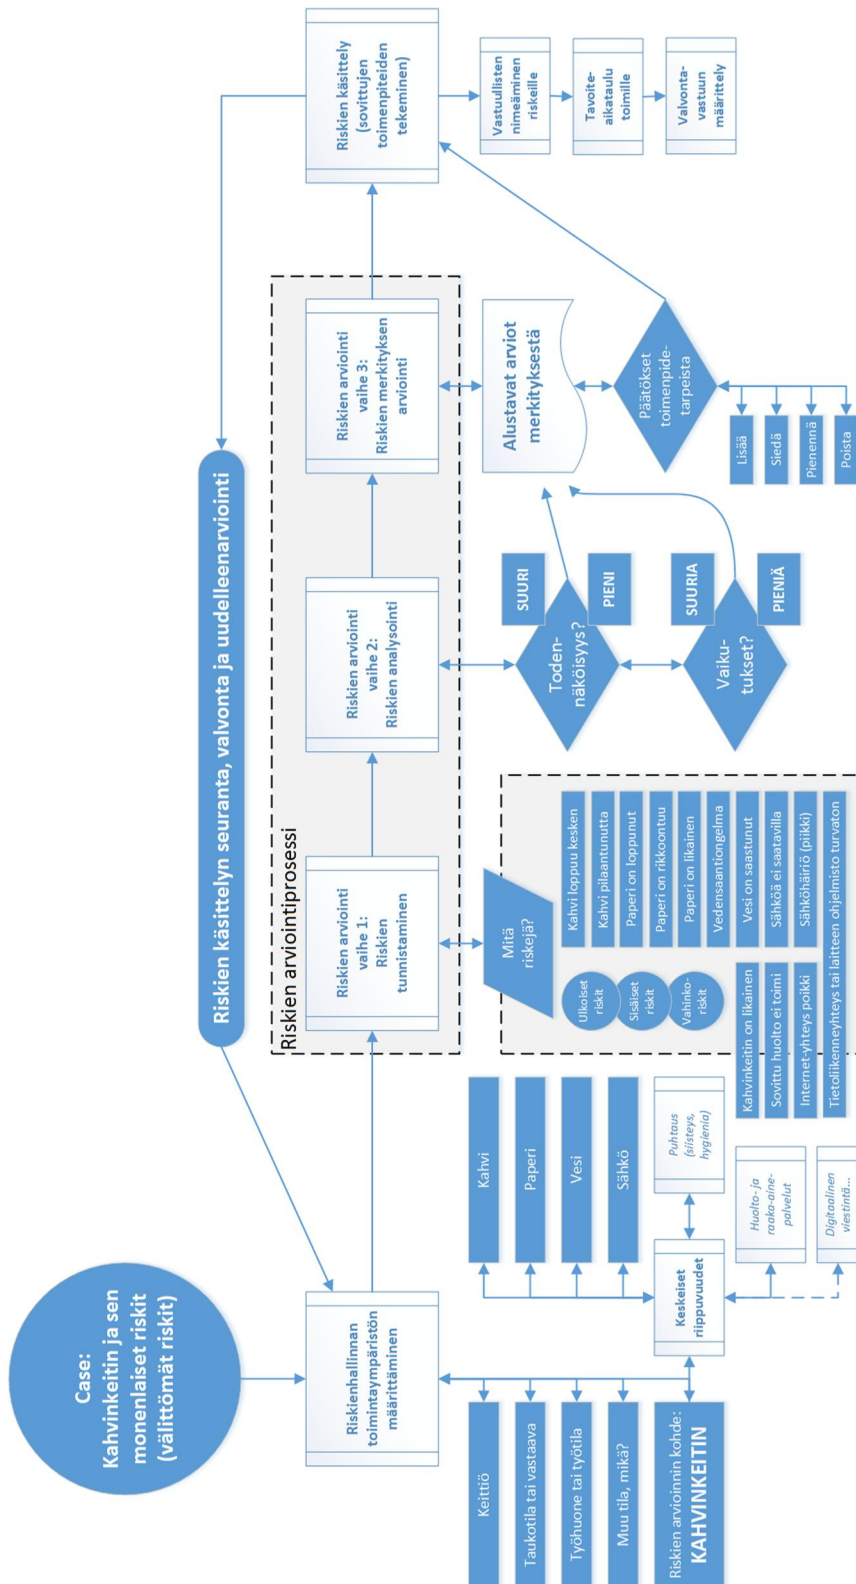 Case:
Kahvinkeitin ja sen
monenlaiset riskit
(välittömät riskit)
Riskien käsittelyn seuranta, valvonta ja uudelleenarviointi
Riskienhallinnan
toimintaympäristön
määrittäminen
Riskien arviointiprosessi
Riskien arviointi
vaihe 1:
Riskien
tunnistaminen
Riskien arviointi
vaihe 2:
Riskien analysointi
Riskien arviointi
vaihe 3:
Riskien merkityksen
arviointi
Riskien käsittely
(sovittujen
toimenpiteiden
tekeminen)
Keittiö
Taukotila tai vastaava
Työhuone tai työtila
Muu tila, mikä?
Riskien arvioinnin kohde:
KAHVINKEITIN
Keskeiset
riippuvuudet
Kahvi
Paperi
Vesi
Sähkö
Puhtaus
(siisteys,
hygienia)
Huolto- ja
raaka-aine-
palvelut
Digitaalinen
viestintä...
Mitä
riskejä?
Ulkoiset
riskit
Sisäiset
riskit
Vahinko-
riskit
Kahvi loppuu kesken
Kahvi pilaantunutta
Paperi on loppunut
Paperi on rikkoontuu
Paperi on likainen
Vedensaantiongelma
Vesi on saastunut
Sähköä ei saatavilla
Sähköhäiriö (piikki)
Kahvinkeitin on likainen
Sovittu huolto ei toimi
Internet-yhteys poikki
Tietoliikenneyhteys tai laitteen ohjelmisto turvaton
Toden-
näköisyys?
SUURI
PIENI
Vaiku-
tukset?
SUURIA
PIENIÄ
Alustavat arviot
merkityksestä
Päätökset
toimenpide-
tarpeista
Lisää
Siedä
Pienennä
Poista
Vastuullisten
nimeäminen
riskeille
Tavoite-
aikataulu
toimille
Valvonta-
vastuun
määrittely